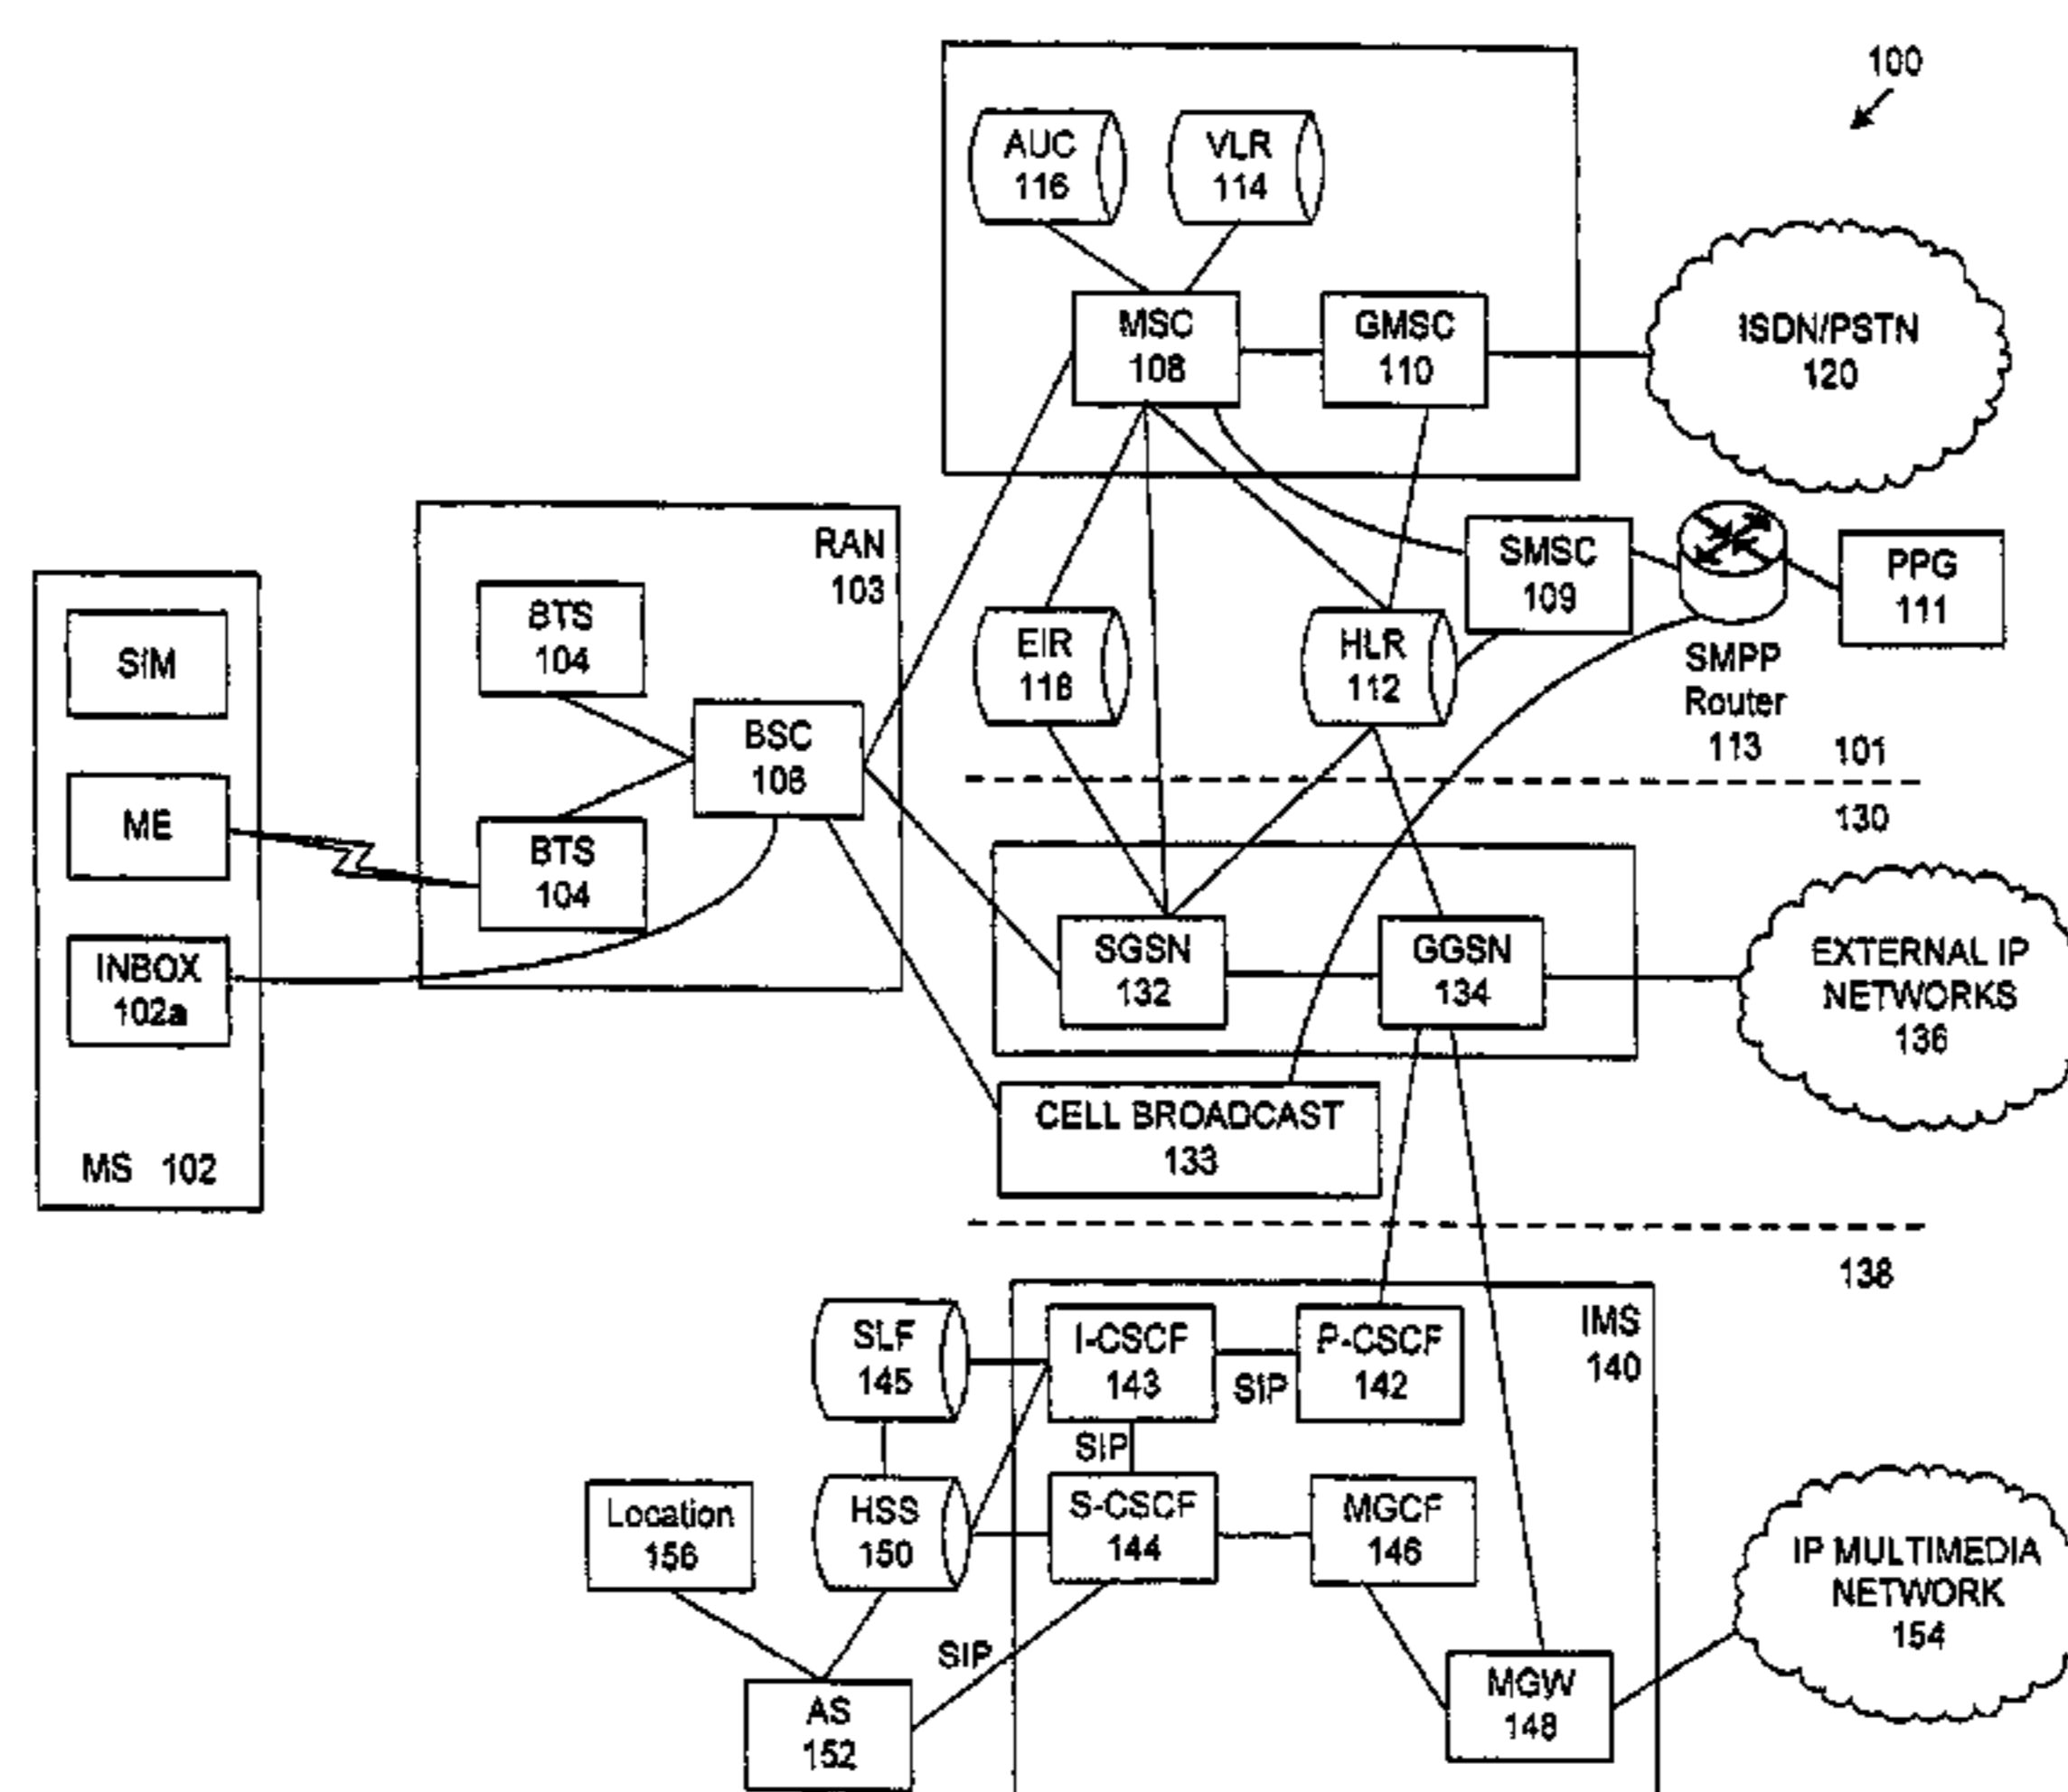 100
AUC
116
VLR
114
MSC
108
GMSC
110
ISDN/PSTN
120
RAN
103
SMSC
109
PPG
111
SIM
BTS
104
EIR
118
HLR
112
SMPP
Router
113
BSC
106
101
130
ME
BTS
104
SGSN
132
GGSN
134
EXTERNAL IP
NETWORKS
136
INBOX
102a
CELL BROADCAST
133
MS 102
138
SLF
145
I-CSCF
143
SIP
P-CSCF
142
IMS
140
SIP
Location
156
HSS
150
S-CSCF
144
MGCF
146
IP MULTIMEDIA
NETWORK
154
SIP
AS
152
MGW
148